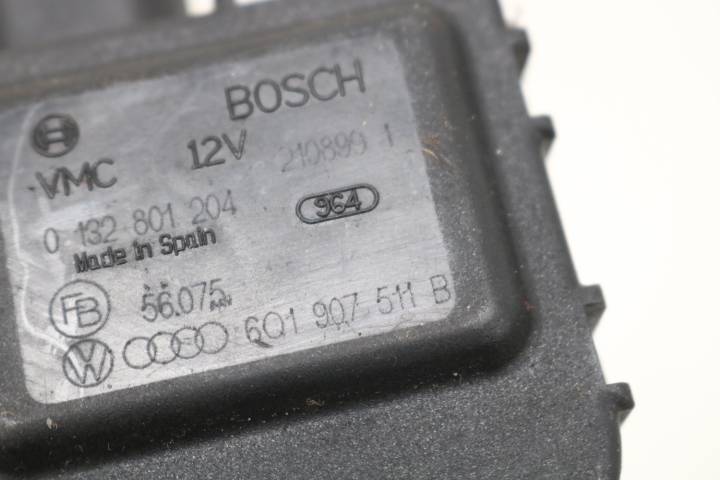 BOSCH
VMC 12V 210899 1
0 132 801 204 964
Made in Spain
FB 56.075
VW 6Q1 907 511 B